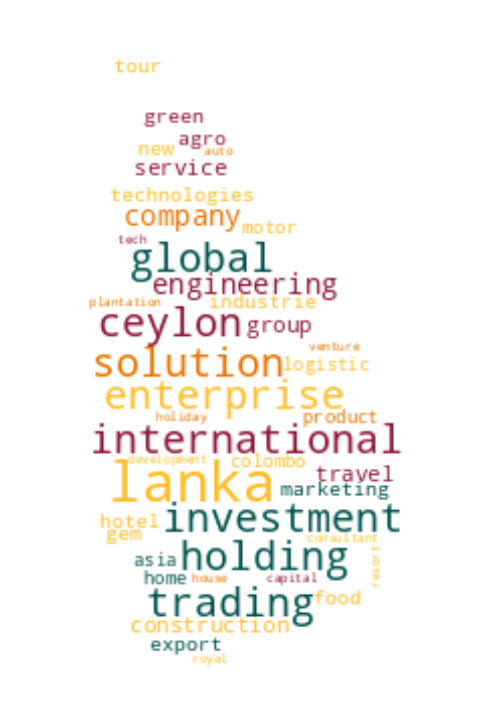 tour
green
agro
new auto
service
technologies
company motor
tech
global
engineering
plantation industrie
ceylon group
venture
solution logistic
enterprise
holiday product
international
development colombo
lanka travel
marketing
hotel investment
gem consultant
asia holding resort
home house capital
trading food
construction
export
royal